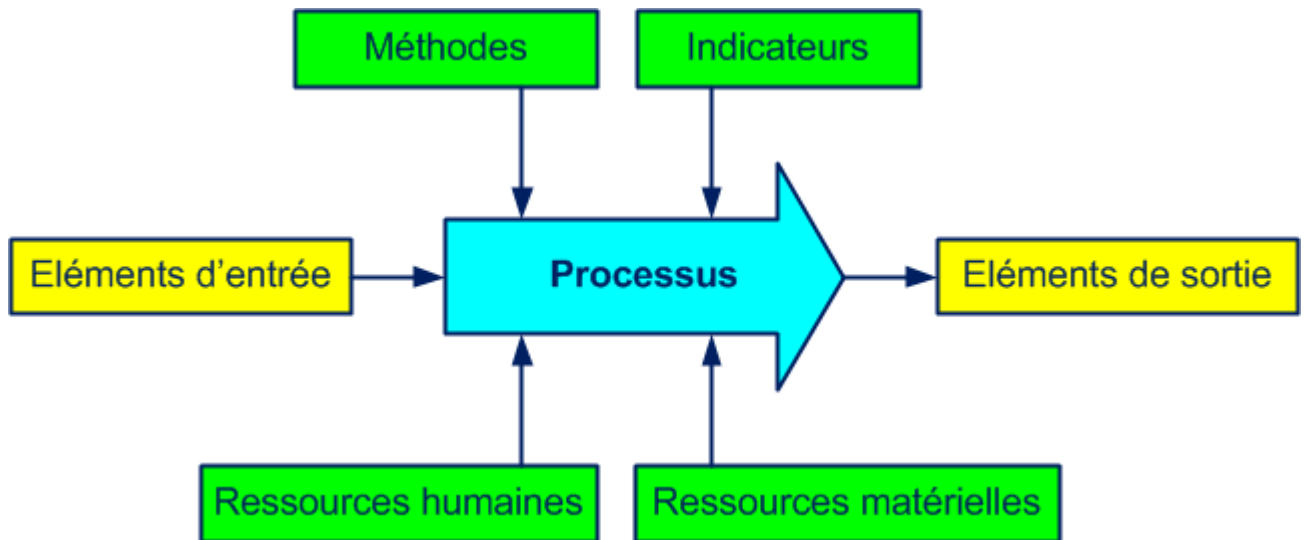 Méthodes
Indicateurs
Eléments d'entrée
Processus
Eléments de sortie
Ressources humaines
Ressources matérielles